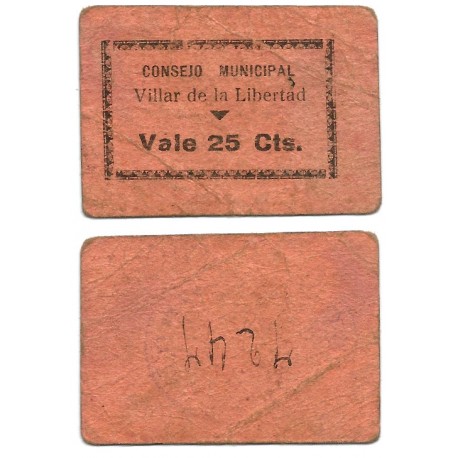 CONSEJO MUNICIPAL
Villar de la Libertad
Vale 25 Cts.